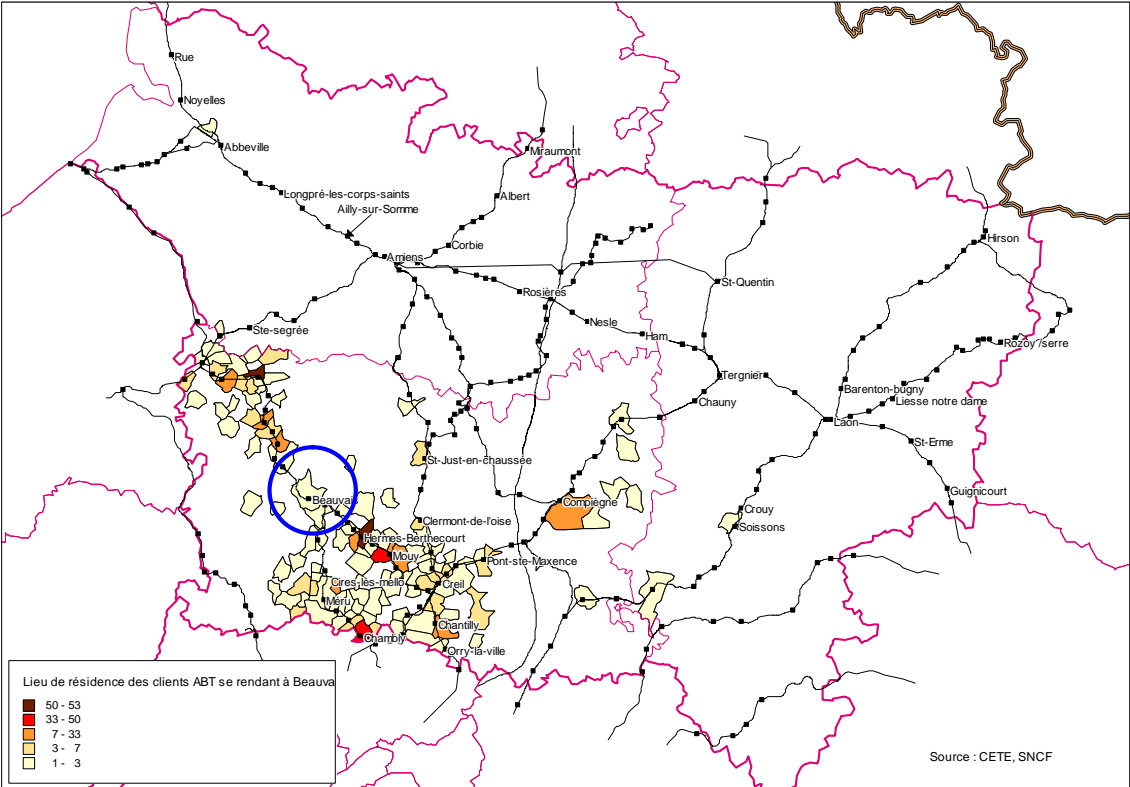 Rue
Noyelles
Abbeville
Miraumont
Longpré-les-corps-saints
Albert
Ailly-sur-Somme
Corbie
Hirson
Amiens
St-Quentin
Rosières
Nesle
Ste-segrée
Ham
Rozoy /serre
Tergnier
Barenton-bugny
Chauny
Liesse notre dame
Laon
St-Erme
St-Just-en-chaussée
Guignicourt
Beauvais
Compiègne
Crouy
Clermont-de-l'oise
Soissons
Hermes-Berthecourt
Mouy
Pont-ste-Maxence
Cires-les-mello
Creil
Méru
Chantilly
Chambly
Orry-la-ville
Lieu de résidence des clients ABT se rendant à Beauva
50 - 53
33 - 50
7 - 33
3 - 7
1 - 3
Source : CETE, SNCF